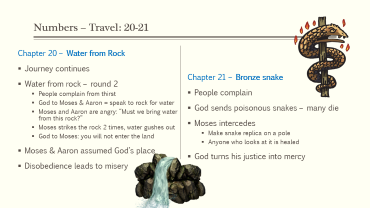 Numbers – Travel: 20-21
Chapter 20 – Water from Rock
Journey continues
Water from rock – round 2
People complain from thirst
God to Moses & Aaron = speak to rock for water
Moses and Aaron are angry: "Must we bring water
from this rock?"
Moses strikes the rock 2 times, water gushes out
God to Moses: you will not enter the land
Moses & Aaron assumed God's place
Disobedience leads to misery
Chapter 21 – Bronze snake
People complain
God sends poisonous snakes – many die
Moses intercedes
Make snake replica on a pole
Anyone who looks at it is healed
God turns his justice into mercy